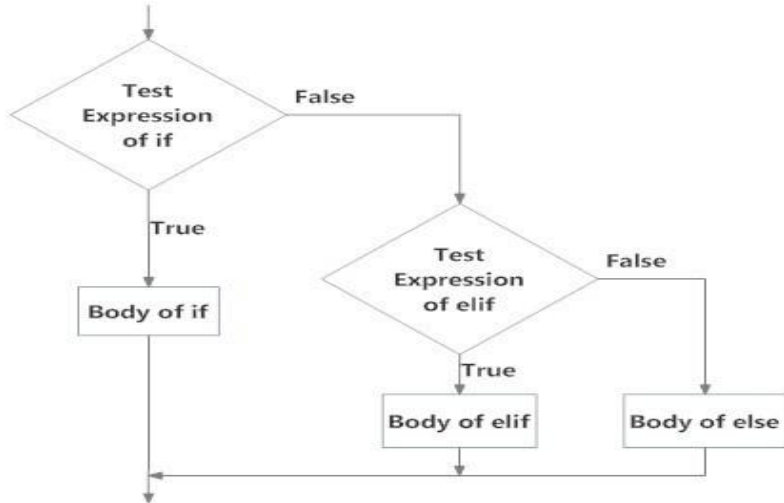 Test
Expression
of if
False
True
Body of if
Test
Expression
of elif
False
True
Body of elif
Body of else